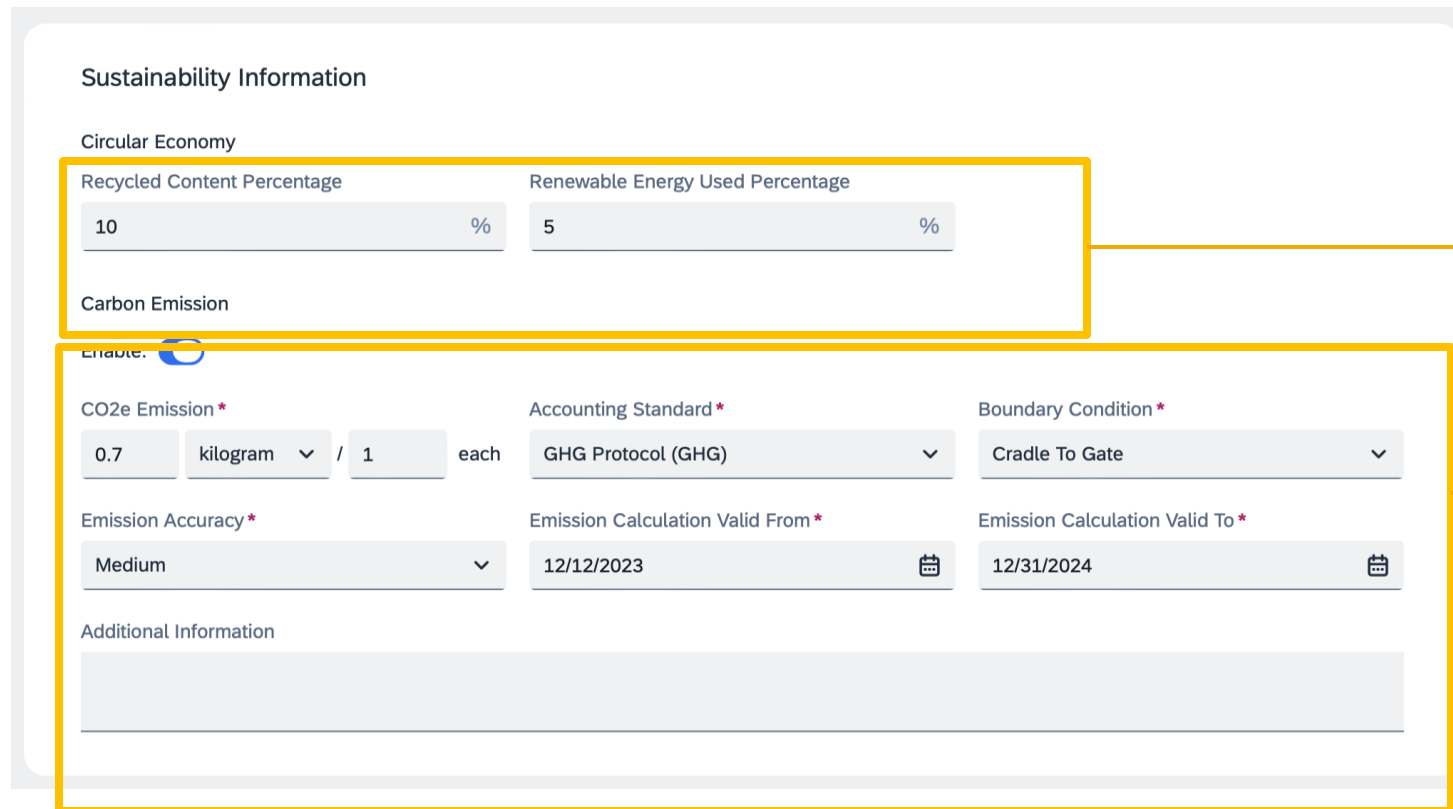 Sustainability Information
Circular Economy
Recycled Content Percentage Renewable Energy Used Percentage
10 % 5 %
Carbon Emission
Enable:
CO2e Emission* Accounting Standard* Boundary Condition*
0.7 kilogram / 1 each GHG Protocol (GHG) Cradle To Gate
Emission Accuracy* Emission Calculation Valid From* Emission Calculation Valid To*
Medium 12/12/2023 12/31/2024
Additional Information